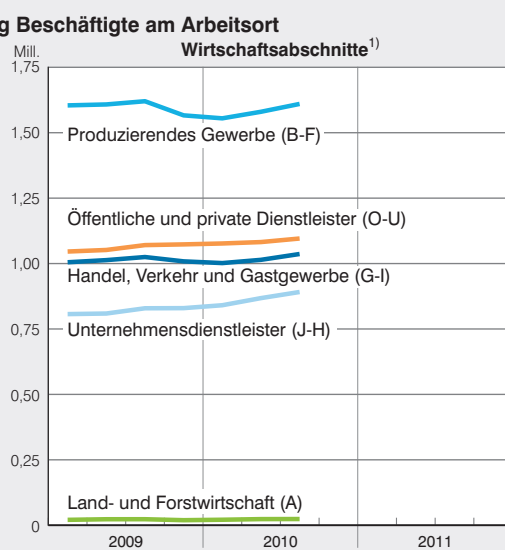 g Beschäftigte am Arbeitsort
Mill.
Wirtschaftsabschnitte1)
1,75
1,50
Produzierendes Gewerbe (B-F)
1,25
Öffentliche und private Dienstleister (O-U)
1,00
Handel, Verkehr und Gastgewerbe (G-I)
0,75
Unternehmensdienstleister (J-H)
0,50
0,25
Land- und Forstwirtschaft (A)
0
2009
2010
2011